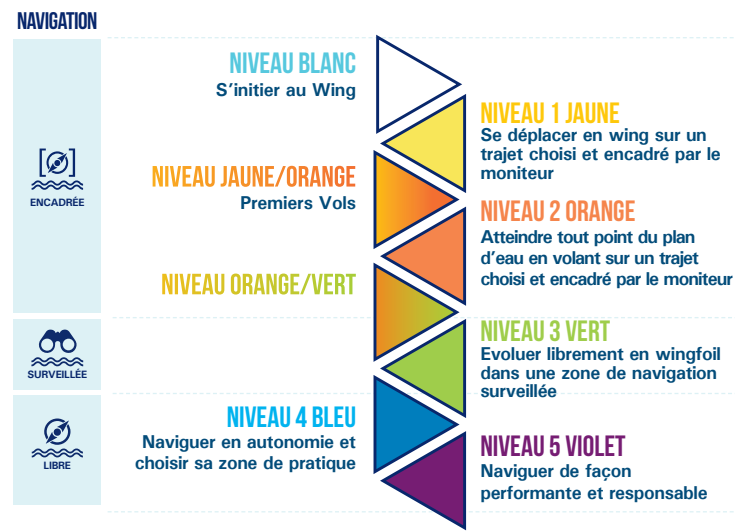 NAVIGATION
NIVEAU BLANC
S’initier au Wing
NIVEAU 1 JAUNE
Se déplacer en wing sur un
trajet choisi et encadré par le
moniteur
ENCADRÉE
NIVEAU JAUNE/ORANGE
Premiers Vols
NIVEAU 2 ORANGE
Atteindre tout point du plan
d’eau en volant sur un trajet
choisi et encadré par le moniteur
NIVEAU ORANGE/VERT
SURVEILLÉE
NIVEAU 3 VERT
Evoluer librement en wingfoil
dans une zone de navigation
surveillée
LIBRE
NIVEAU 4 BLEU
Naviguer en autonomie et
choisir sa zone de pratique
NIVEAU 5 VIOLET
Naviguer de façon
performante et responsable